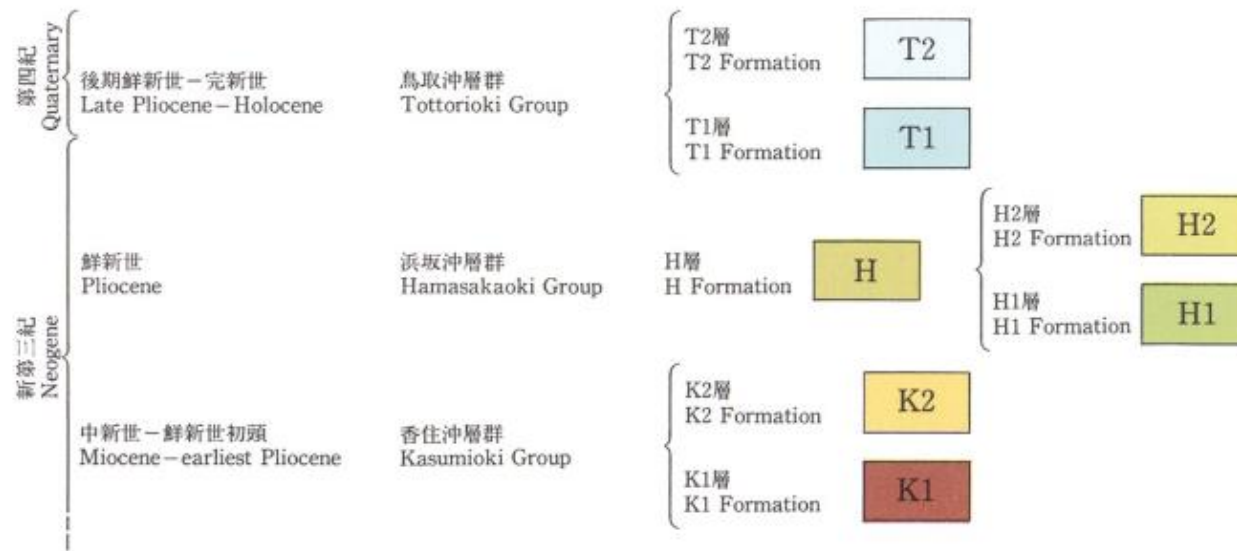 第四紀
Quaternary
後期鮮新世−完新世
Late Pliocene−Holocene
鳥取沖層群
Tottorioki Group
T2層
T2 Formation
T2
T1層
T1 Formation
T1
新第三紀
Neogene
鮮新世
Pliocene
浜坂沖層群
Hamasakaoki Group
H層
H Formation
H
H2層
H2 Formation
H2
H1層
H1 Formation
H1
中新世−鮮新世初頭
Miocene−earliest Pliocene
香住沖層群
Kasumioki Group
K2層
K2 Formation
K2
K1層
K1 Formation
K1